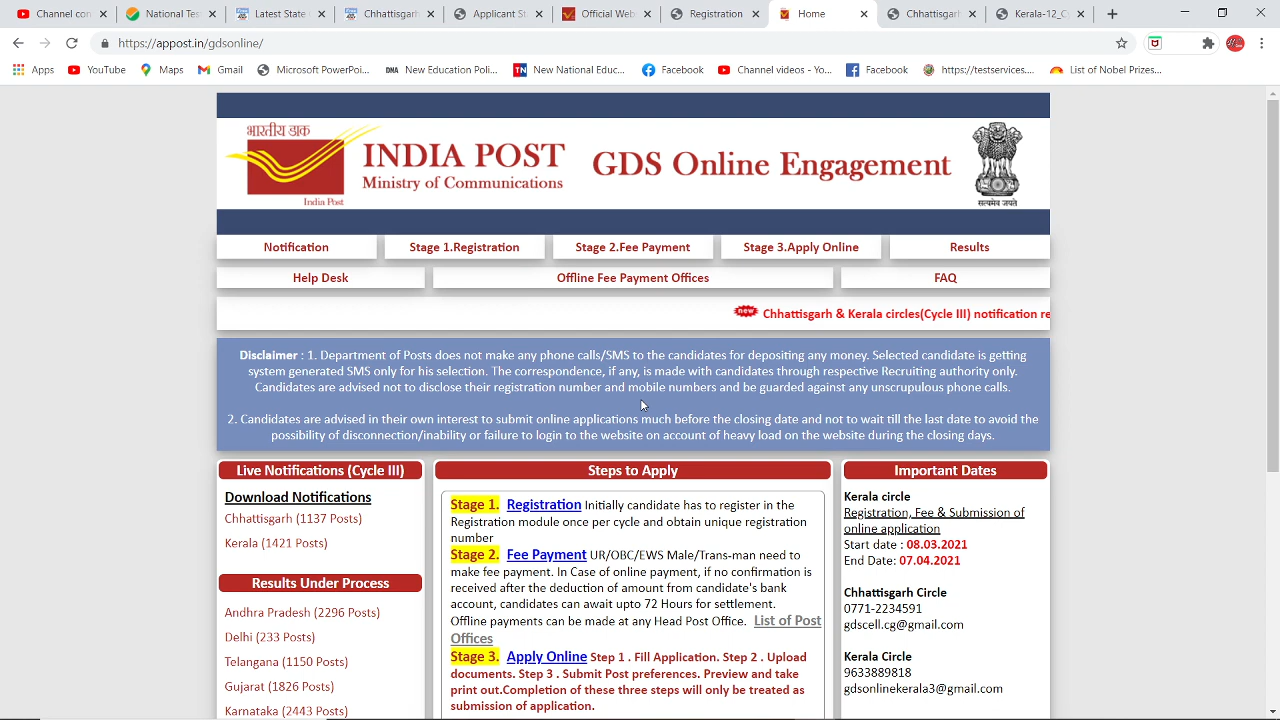 Channel con
National Test
Latest Sarka
Chhattisgarh
Applicant St
Official Web
Registration
Home
Chhattisgarh
Kerala-12_Cy
https://appost.in/gdsonline/
Apps YouTube Maps Gmail Microsoft PowerPoi... DNA New Education Poli... TN New National Educ... Facebook Channel videos - Yo... Facebook https://testservices.... List of Nobel Prizes...
भारतीय डाक
India Post
INDIA POST
Ministry of Communications
GDS Online Engagement
सत्यमेव जयते
Notification Stage 1.Registration Stage 2.Fee Payment Stage 3.Apply Online Results
Help Desk Offline Fee Payment Offices FAQ
new Chhattisgarh & Kerala circles(Cycle III) notification re
Disclaimer : 1. Department of Posts does not make any phone calls/SMS to the candidates for depositing any money. Selected candidate is getting
system generated SMS only for his selection. The correspondence, if any, is made with candidates through respective Recruiting authority only.
Candidates are advised not to disclose their registration number and mobile numbers and be guarded against any unscrupulous phone calls.
2. Candidates are advised in their own interest to submit online applications much before the closing date and not to wait till the last date to avoid the
possibility of disconnection/inability or failure to login to the website on account of heavy load on the website during the closing days.
Live Notifications (Cycle III)
Download Notifications
Chhattisgarh (1137 Posts)
Kerala (1421 Posts)
Results Under Process
Andhra Pradesh (2296 Posts)
Delhi (233 Posts)
Telangana (1150 Posts)
Gujarat (1826 Posts)
Karnataka (2443 Posts)
Steps to Apply
Stage 1. Registration Initially candidate has to register in the
Registration module once per cycle and obtain unique registration
number
Stage 2. Fee Payment UR/OBC/EWS Male/Trans-man need to
make fee payment. In Case of online payment, if no confirmation is
received after the deduction of amount from candidate's bank
account, candidates can await upto 72 Hours for settlement.
Offline payments can be made at any Head Post Office. List of Post
Offices
Stage 3. Apply Online Step 1 . Fill Application. Step 2 . Upload
documents. Step 3 . Submit Post preferences. Preview and take
print out.Completion of these three steps will only be treated as
submission of application.
Important Dates
Kerala circle
Registration, Fee & Submission of
online application
Start date : 08.03.2021
End Date: 07.04.2021
Chhattisgarh Circle
0771-2234591
gdscell.cg@gmail.com
Kerala Circle
9633889818
gdsonlinekerala3@gmail.com